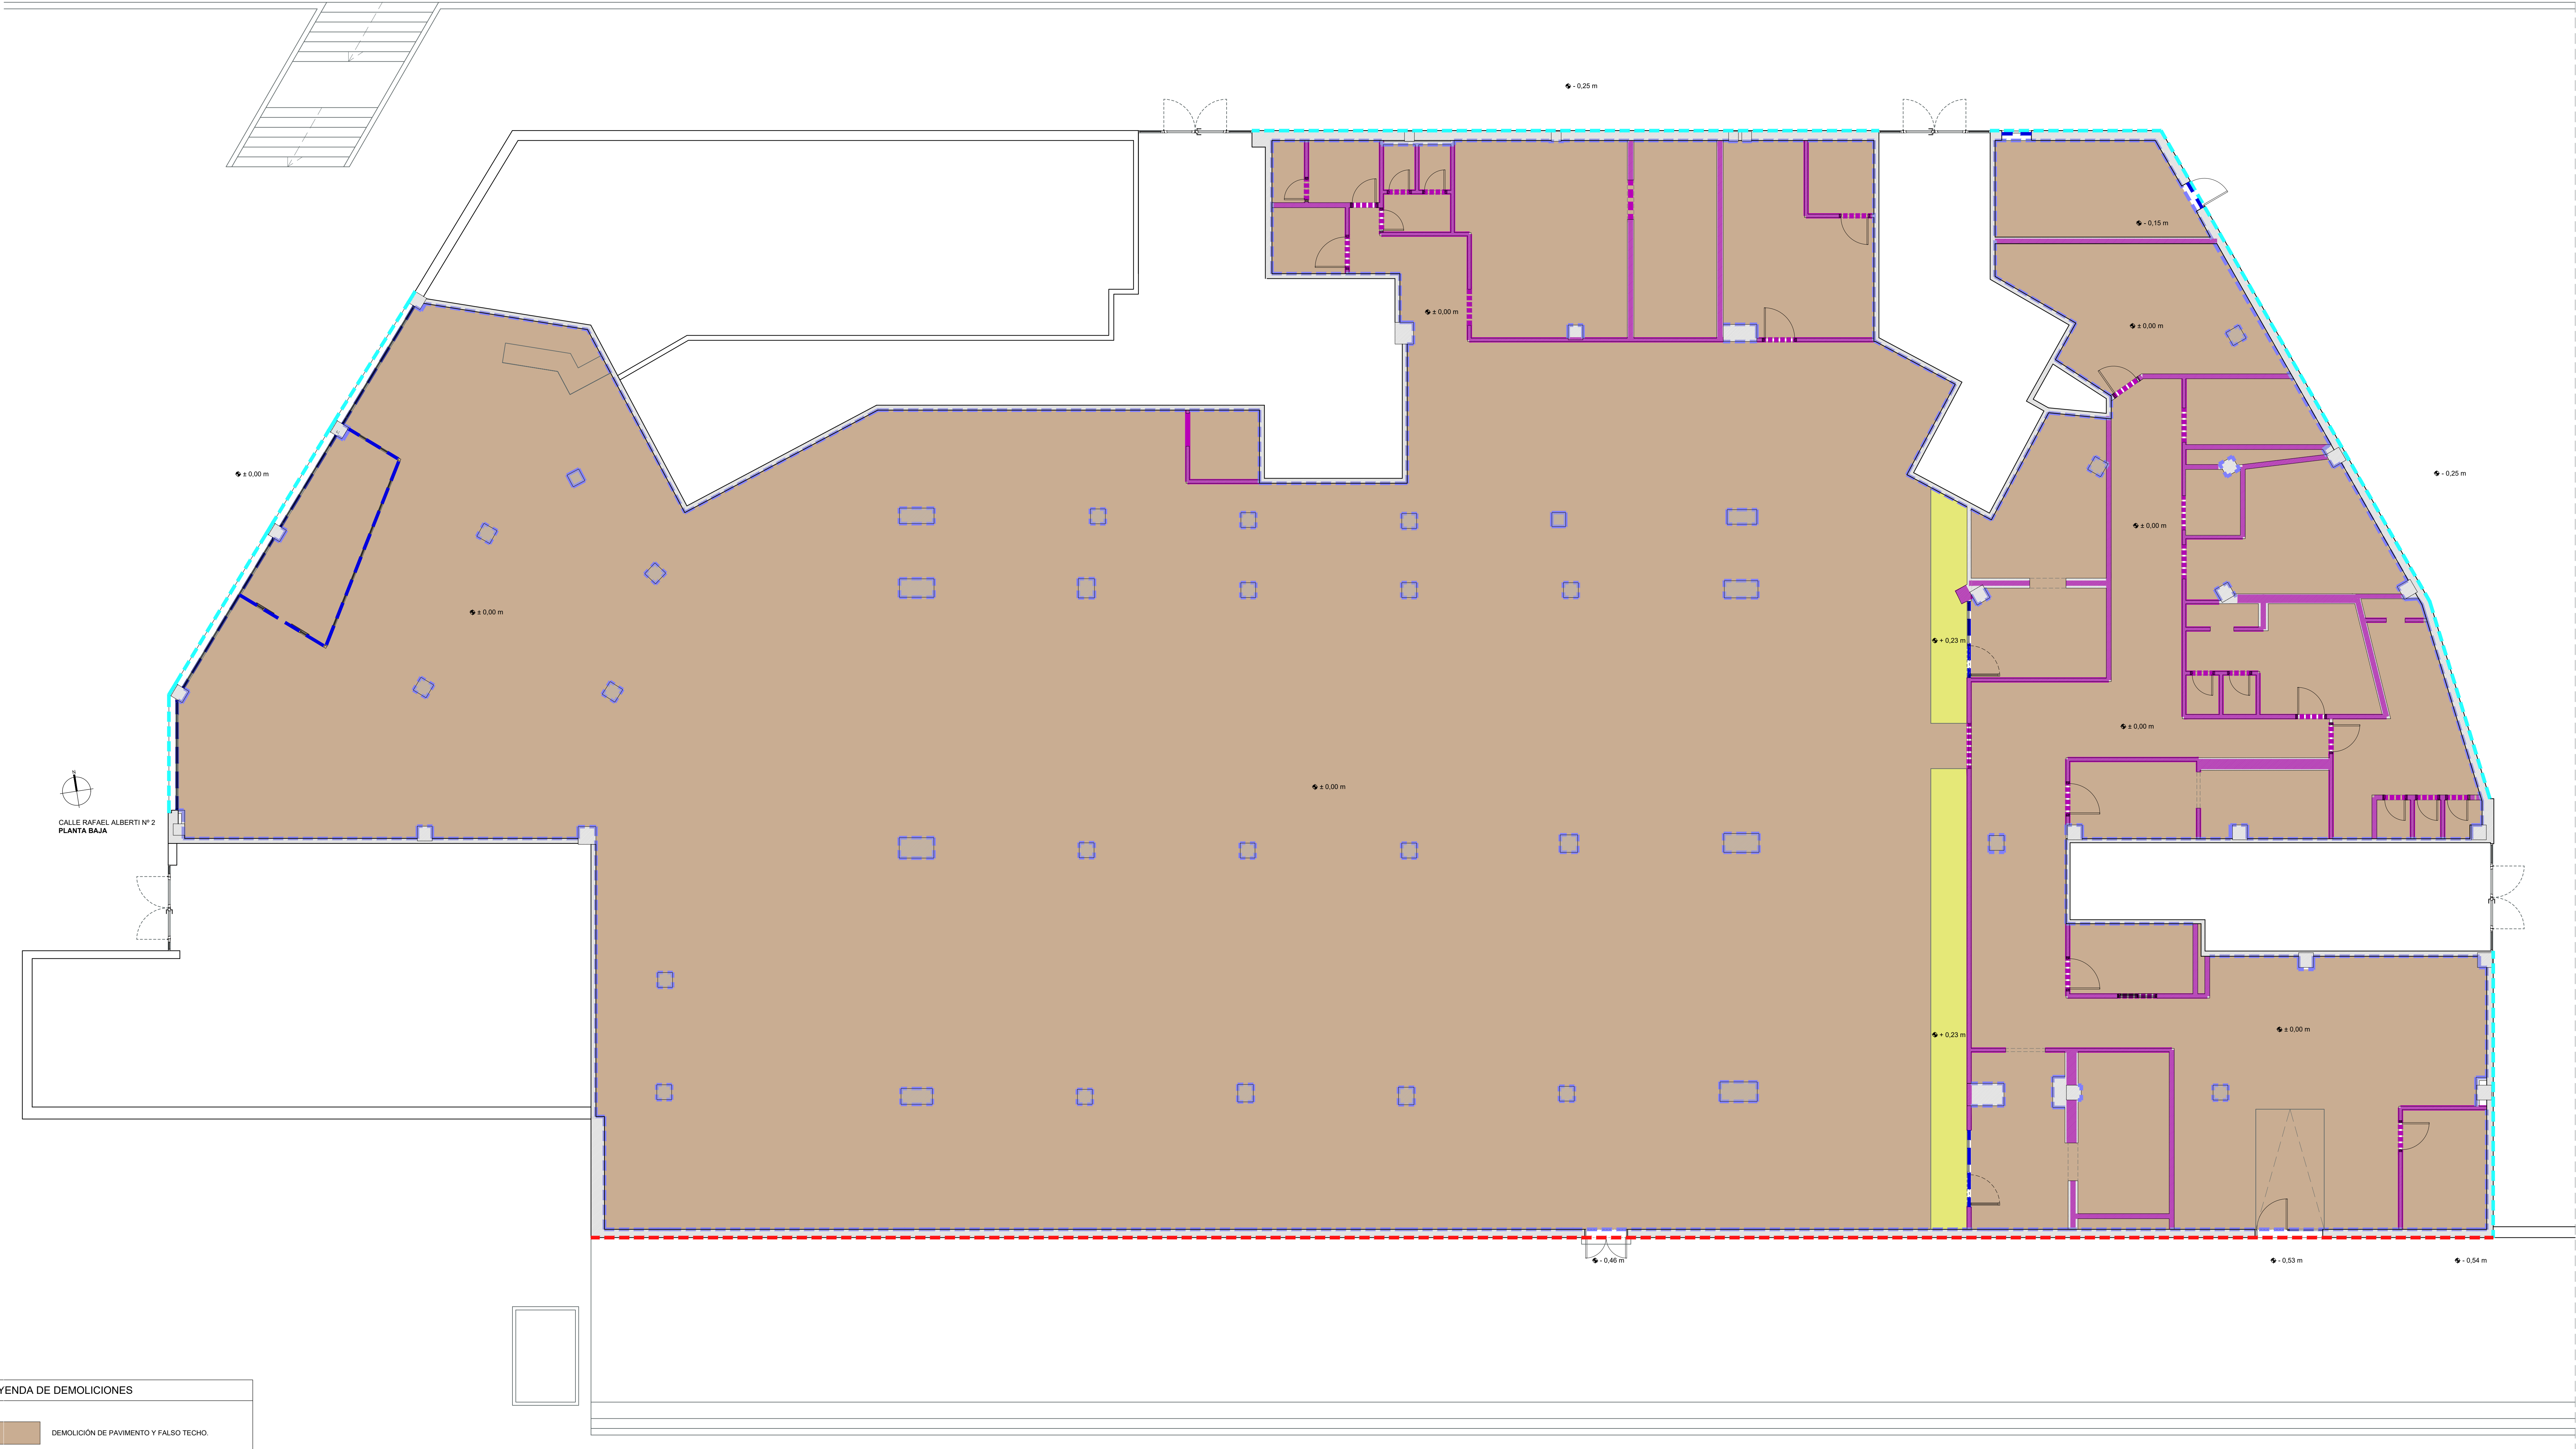 - 0,25 m
- 0,15 m
± 0,00 m
± 0,00 m
± 0,00 m
- 0,25 m
± 0,00 m
± 0,00 m
+ 0,23 m
± 0,00 m
± 0,00 m
N
CALLE RAFAEL ALBERTI Nº 2
PLANTA BAJA
± 0,00 m
+ 0,23 m
- 0,46 m
- 0,53 m
- 0,54 m
YENDA DE DEMOLICIONES
DEMOLICIÓN DE PAVIMENTO Y FALSO TECHO.